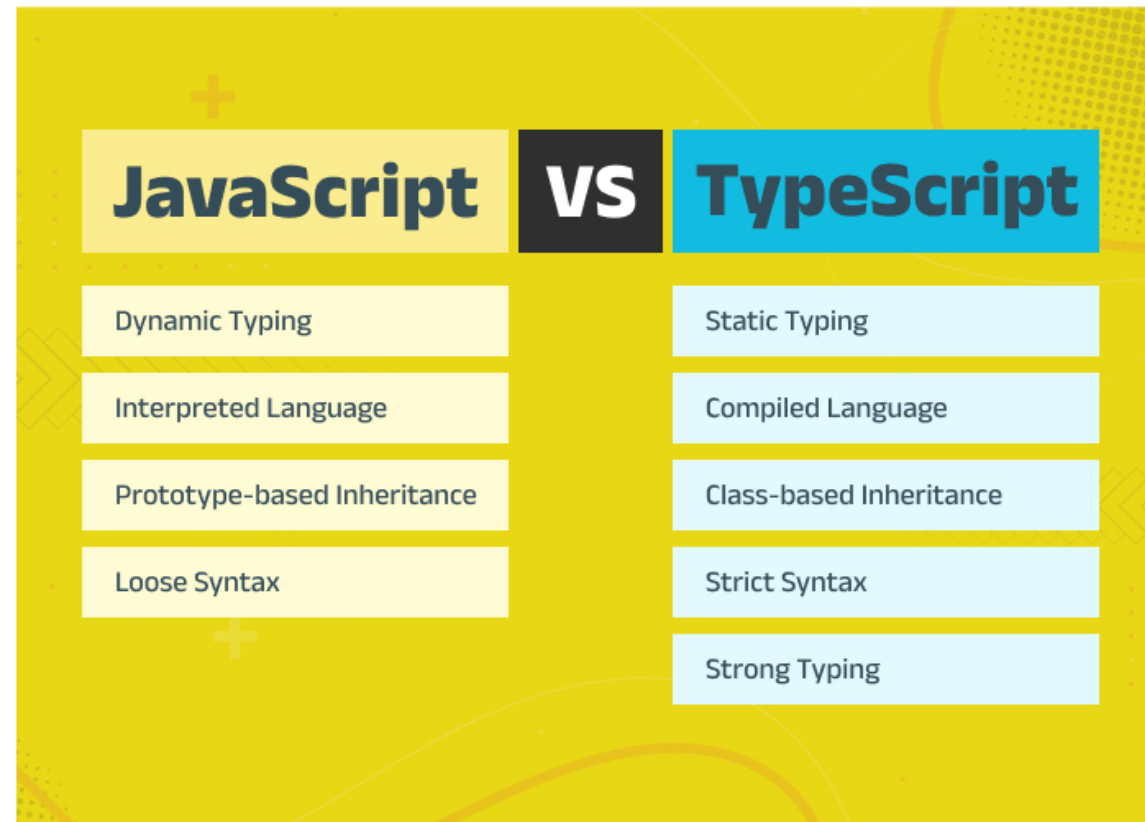 JavaScript VS TypeScript
Dynamic Typing
Static Typing
Interpreted Language
Compiled Language
Prototype-based Inheritance
Class-based Inheritance
Loose Syntax
Strict Syntax
Strong Typing